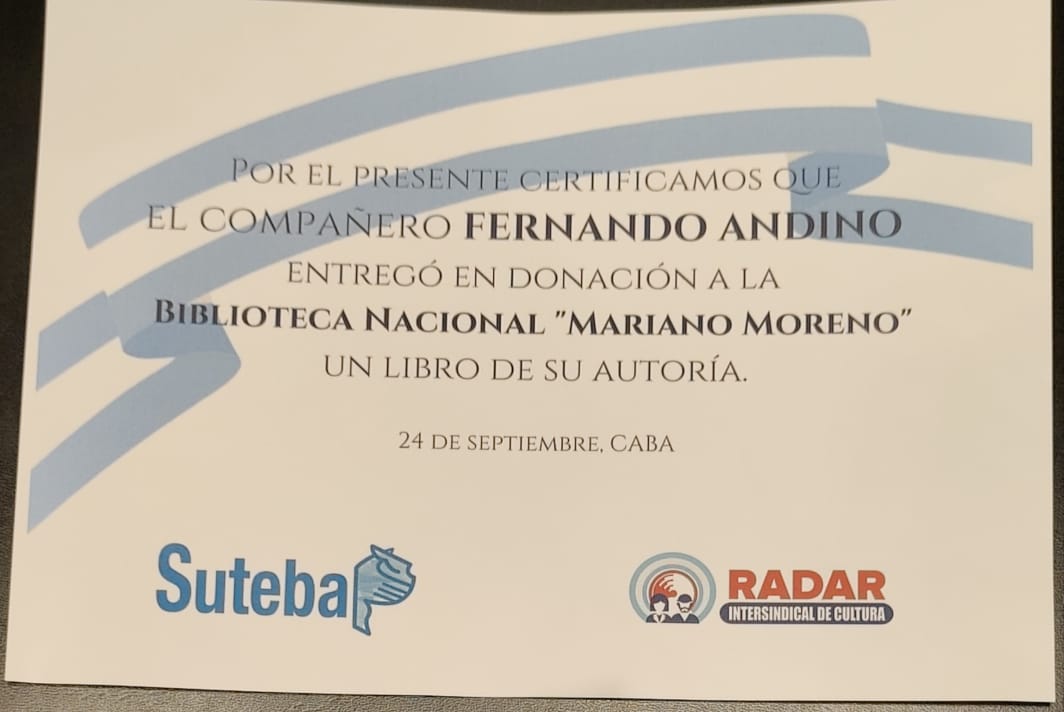 POR EL PRESENTE CERTIFICAMOS QUE
EL COMPAÑERO FERNANDO ANDINO
ENTREGÓ EN DONACIÓN A LA
BIBLIOTECA NACIONAL "MARIANO MORENO"
UN LIBRO DE SU AUTORÍA.
24 DE SEPTIEMBRE, CABA
Suteba
RADAR
INTERSINDICAL DE CULTURA